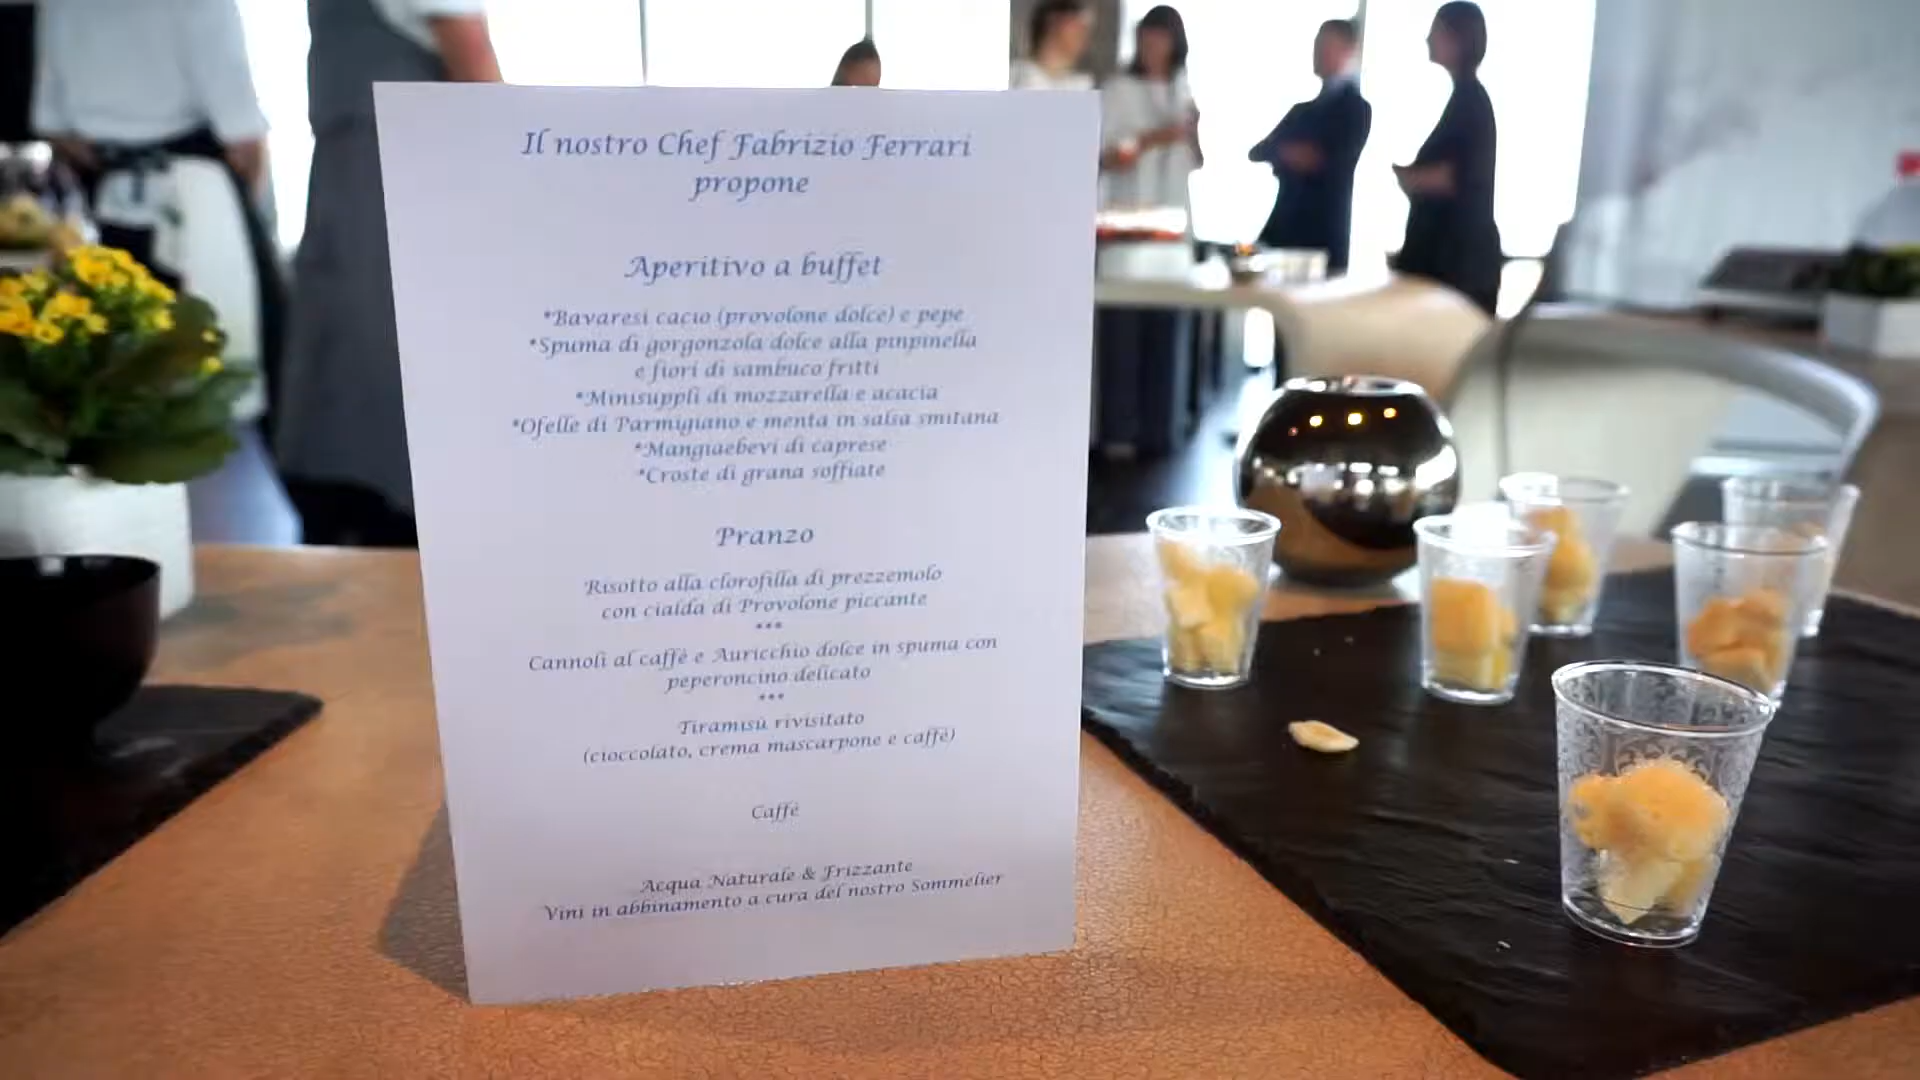 Il nostro Chef Fabrizio Ferrari
propone
Aperitivo a buffet
*Bavaresi cacio (provolone dolce) e pepe
*Spuma di gorgonzola dolce alla pinpinella
e fiori di sambuco fritti
*Minisupplì di mozzarella e acacia
*Ofelle di Parmigiano e menta in salsa smitana
*Mangiaebevi di caprese
*Croste di grana soffiate
Pranzo
Risotto alla clorofilla di prezzemolo
con cialda di Provolone piccante
***
Cannoli al caffè e Auricchio dolce in spuma con
peperoncino delicato
***
Tiramisù rivisitato
(cioccolato, crema mascarpone e caffè)
Caffè
Acqua Naturale & Frizzante
Vini in abbinamento a cura del nostro Sommelier